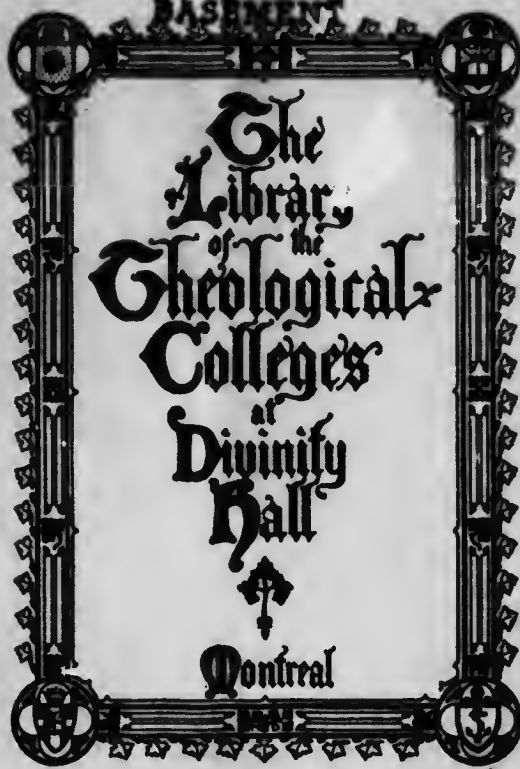 BASEMENT
The
Library
of the
Theological
Colleges
at
Divinity
Hall
Montreal